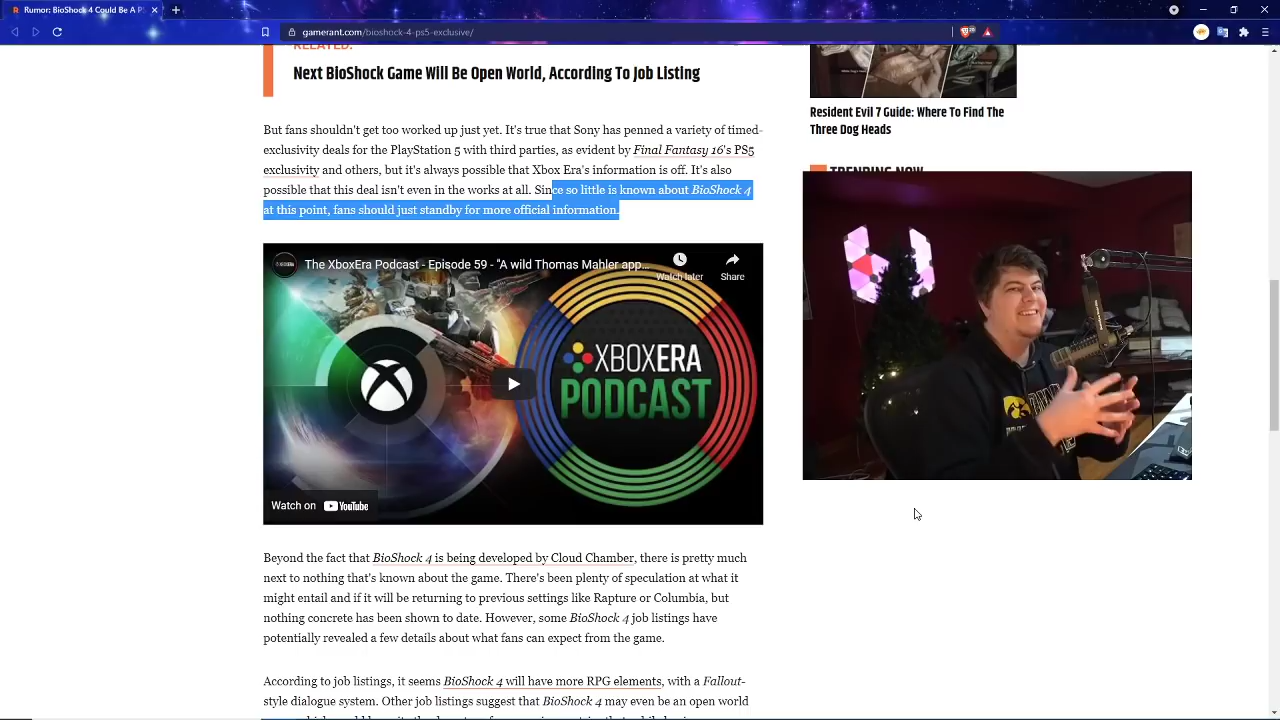 Rumor: BioShock 4 Could Be A PS
gamerant.com/bioshock-4-ps5-exclusive/
RELATED:
Next BioShock Game Will Be Open World, According To Job Listing
But fans shouldn't get too worked up just yet. It's true that Sony has penned a variety of timed-
exclusivity deals for the PlayStation 5 with third parties, as evident by Final Fantasy 16's PS5
exclusivity and others, but it's always possible that Xbox Era's information is off. It's also
possible that this deal isn't even in the works at all. Since so little is known about BioShock 4
at this point, fans should just standby for more official information.
The XboxEra Podcast - Episode 59 - "A wild Thomas Mahler app...
Watch later
Share
XBOXERA
PODCAST
Watch on YouTube
Beyond the fact that BioShock 4 is being developed by Cloud Chamber, there is pretty much
next to nothing that's known about the game. There's been plenty of speculation at what it
might entail and if it will be returning to previous settings like Rapture or Columbia, but
nothing concrete has been shown to date. However, some BioShock 4 job listings have
potentially revealed a few details about what fans can expect from the game.
According to job listings, it seems BioShock 4 will have more RPG elements, with a Fallout-
style dialogue system. Other job listings suggest that BioShock 4 may even be an open world
Resident Evil 7 Guide: Where To Find The
Three Dog Heads
TRENDING NOW